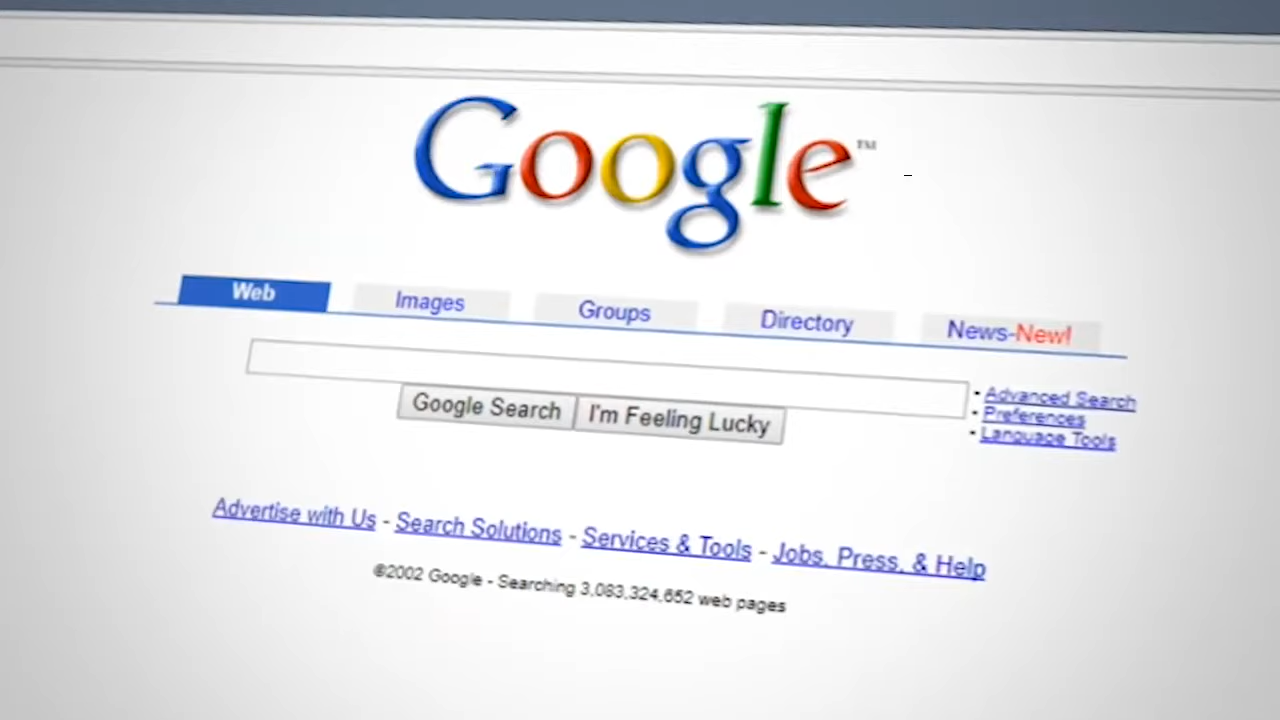 Google™
Web Images Groups Directory News-New!
• Advanced Search
• Preferences
• Language Tools
Google Search I'm Feeling Lucky
Advertise with Us - Search Solutions - Services & Tools - Jobs, Press, & Help
©2002 Google - Searching 3,083,324,652 web pages